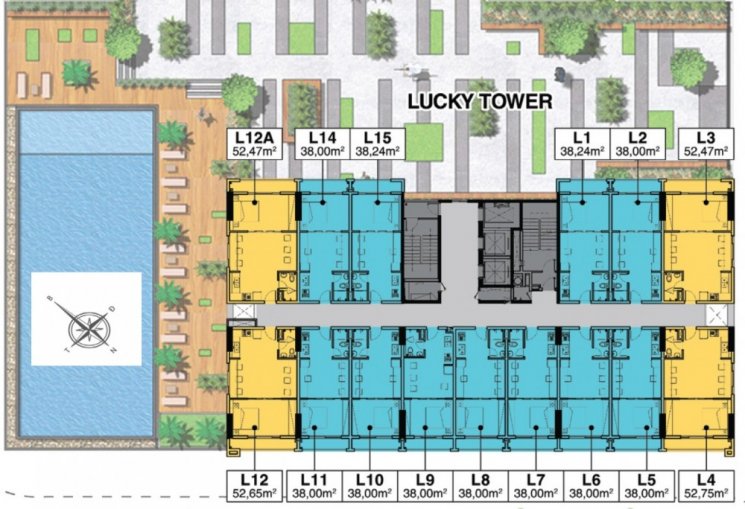 LUCKY TOWER
L12A
52,47m²
L14
38,00m²
L15
38,24m²
L1
38,24m²
L2
38,00m²
L3
52,47m²
B
Đ
T
N
L12
52,65m²
L11
38,00m²
L10
38,00m²
L9
38,00m²
L8
38,00m²
L7
38,00m²
L6
38,00m²
L5
38,00m²
L4
52,75m²